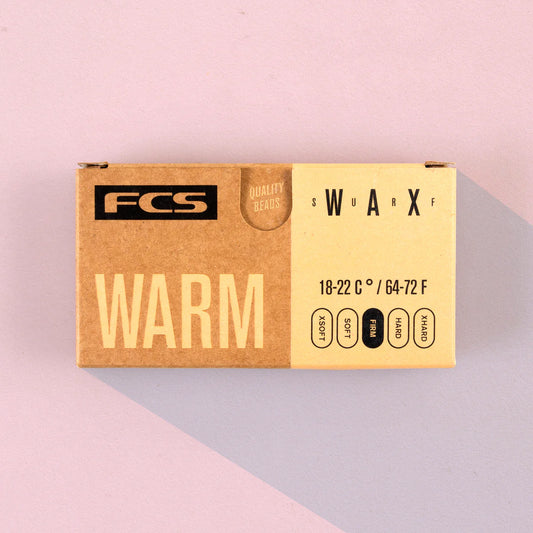 FCS
QUALITY
BEADS
WARM
S W U A R X F
18-22 C° / 64-72 F
XSOFT
SOFT
FIRM
HARD
XHARD